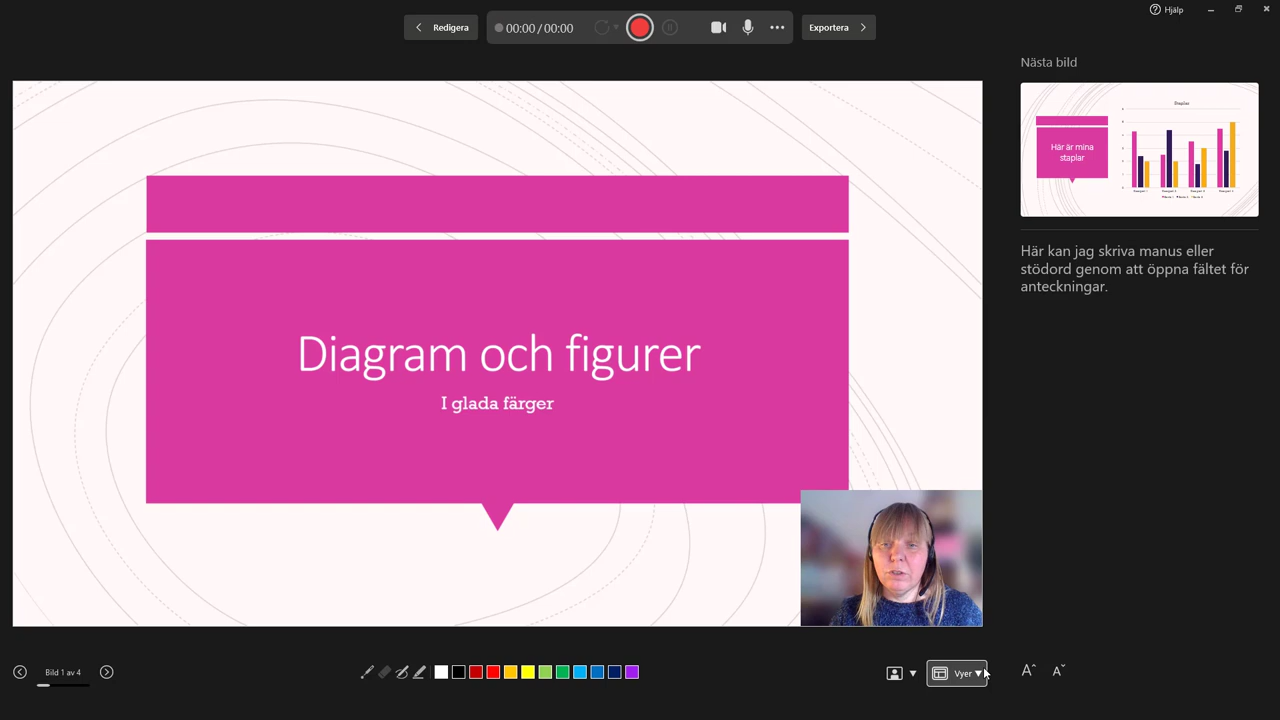 Hjälp
Redigera
00:00 / 00:00
Exportera
Nästa bild
Staplar
Här är mina
staplar
Här kan jag skriva manus eller
stödord genom att öppna fältet för
anteckningar.
Diagram och figurer
I glada färger
Bild 1 av 4
Vyer
A
A